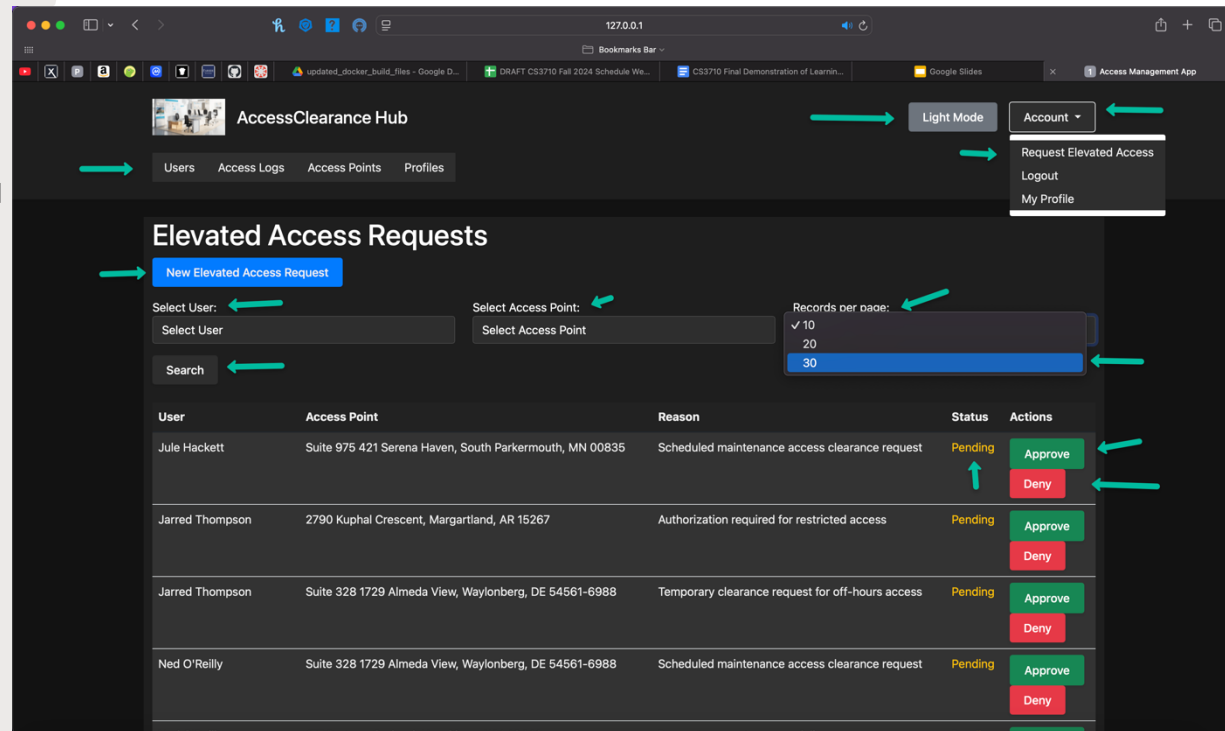 127.0.0.1
Bookmarks Bar
updated_docker_build_files - Google D...
DRAFT CS3710 Fall 2024 Schedule We...
CS3710 Final Demonstration of Learnin...
Google Slides
1 Access Management App
AccessClearance Hub
Light Mode
Account
Users Access Logs Access Points Profiles
Request Elevated Access
Logout
My Profile
Elevated Access Requests
New Elevated Access Request
Select User: Select Access Point: Records per page:
Select User Select Access Point
10
20
30
Search
User Access Point Reason Status Actions
Jule Hackett Suite 975 421 Serena Haven, South Parkermouth, MN 00835 Scheduled maintenance access clearance request Pending Approve
Deny
Jarred Thompson 2790 Kuphal Crescent, Margartland, AR 15267 Authorization required for restricted access Pending Approve
Deny
Jarred Thompson Suite 328 1729 Almeda View, Waylonberg, DE 54561-6988 Temporary clearance request for off-hours access Pending Approve
Deny
Ned O'Reilly Suite 328 1729 Almeda View, Waylonberg, DE 54561-6988 Scheduled maintenance access clearance request Pending Approve
Deny